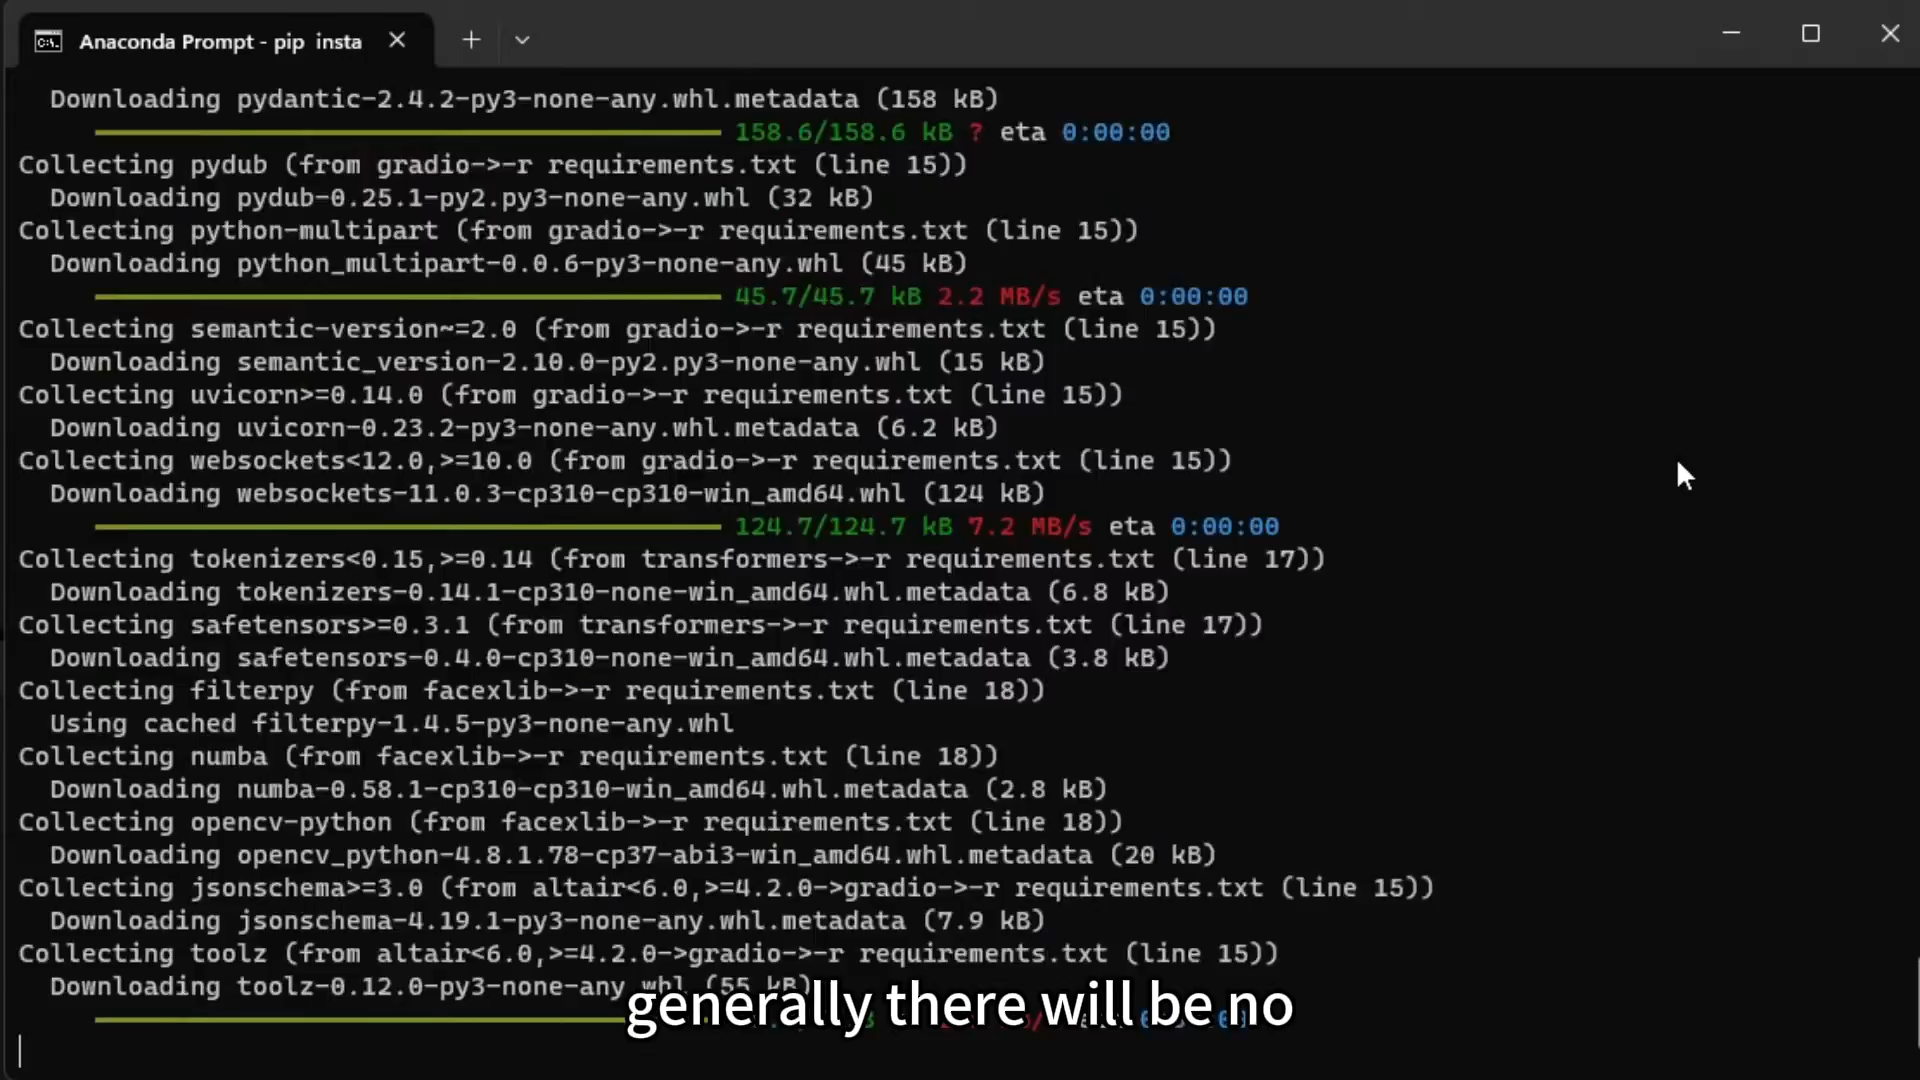 Anaconda Prompt - pip  insta
Downloading pydantic-2.4.2-py3-none-any.whl.metadata (158 kB)
158.6/158.6 kB ? eta 0:00:00
Collecting pydub (from gradio->-r requirements.txt (line 15))
Downloading pydub-0.25.1-py2.py3-none-any.whl (32 kB)
Collecting python-multipart (from gradio->-r requirements.txt (line 15))
Downloading python_multipart-0.0.6-py3-none-any.whl (45 kB)
45.7/45.7 kB 2.2 MB/s eta 0:00:00
Collecting semantic-version~=2.0 (from gradio->-r requirements.txt (line 15))
Downloading semantic_version-2.10.0-py2.py3-none-any.whl (15 kB)
Collecting uvicorn>=0.14.0 (from gradio->-r requirements.txt (line 15))
Downloading uvicorn-0.23.2-py3-none-any.whl.metadata (6.2 kB)
Collecting websockets<12.0,>=10.0 (from gradio->-r requirements.txt (line 15))
Downloading websockets-11.0.3-cp310-cp310-win_amd64.whl (124 kB)
124.7/124.7 kB 7.2 MB/s eta 0:00:00
Collecting tokenizers<0.15,>=0.14 (from transformers->-r requirements.txt (line 17))
Downloading tokenizers-0.14.1-cp310-none-win_amd64.whl.metadata (6.8 kB)
Collecting safetensors>=0.3.1 (from transformers->-r requirements.txt (line 17))
Downloading safetensors-0.4.0-cp310-none-win_amd64.whl.metadata (3.8 kB)
Collecting filterpy (from facexlib->-r requirements.txt (line 18))
Using cached filterpy-1.4.5-py3-none-any.whl
Collecting numba (from facexlib->-r requirements.txt (line 18))
Downloading numba-0.58.1-cp310-cp310-win_amd64.whl.metadata (2.8 kB)
Collecting opencv-python (from facexlib->-r requirements.txt (line 18))
Downloading opencv_python-4.8.1.78-cp37-abi3-win_amd64.whl.metadata (20 kB)
Collecting jsonschema>=3.0 (from altair<6.0,>=4.2.0->gradio->-r requirements.txt (line 15))
Downloading jsonschema-4.19.1-py3-none-any.whl.metadata (7.9 kB)
Collecting toolz (from altair<6.0,>=4.2.0->gradio->-r requirements.txt (line 15))
Downloading toolz-0.12.0-py3-none-any.whl (55 kB)
generally there will be no